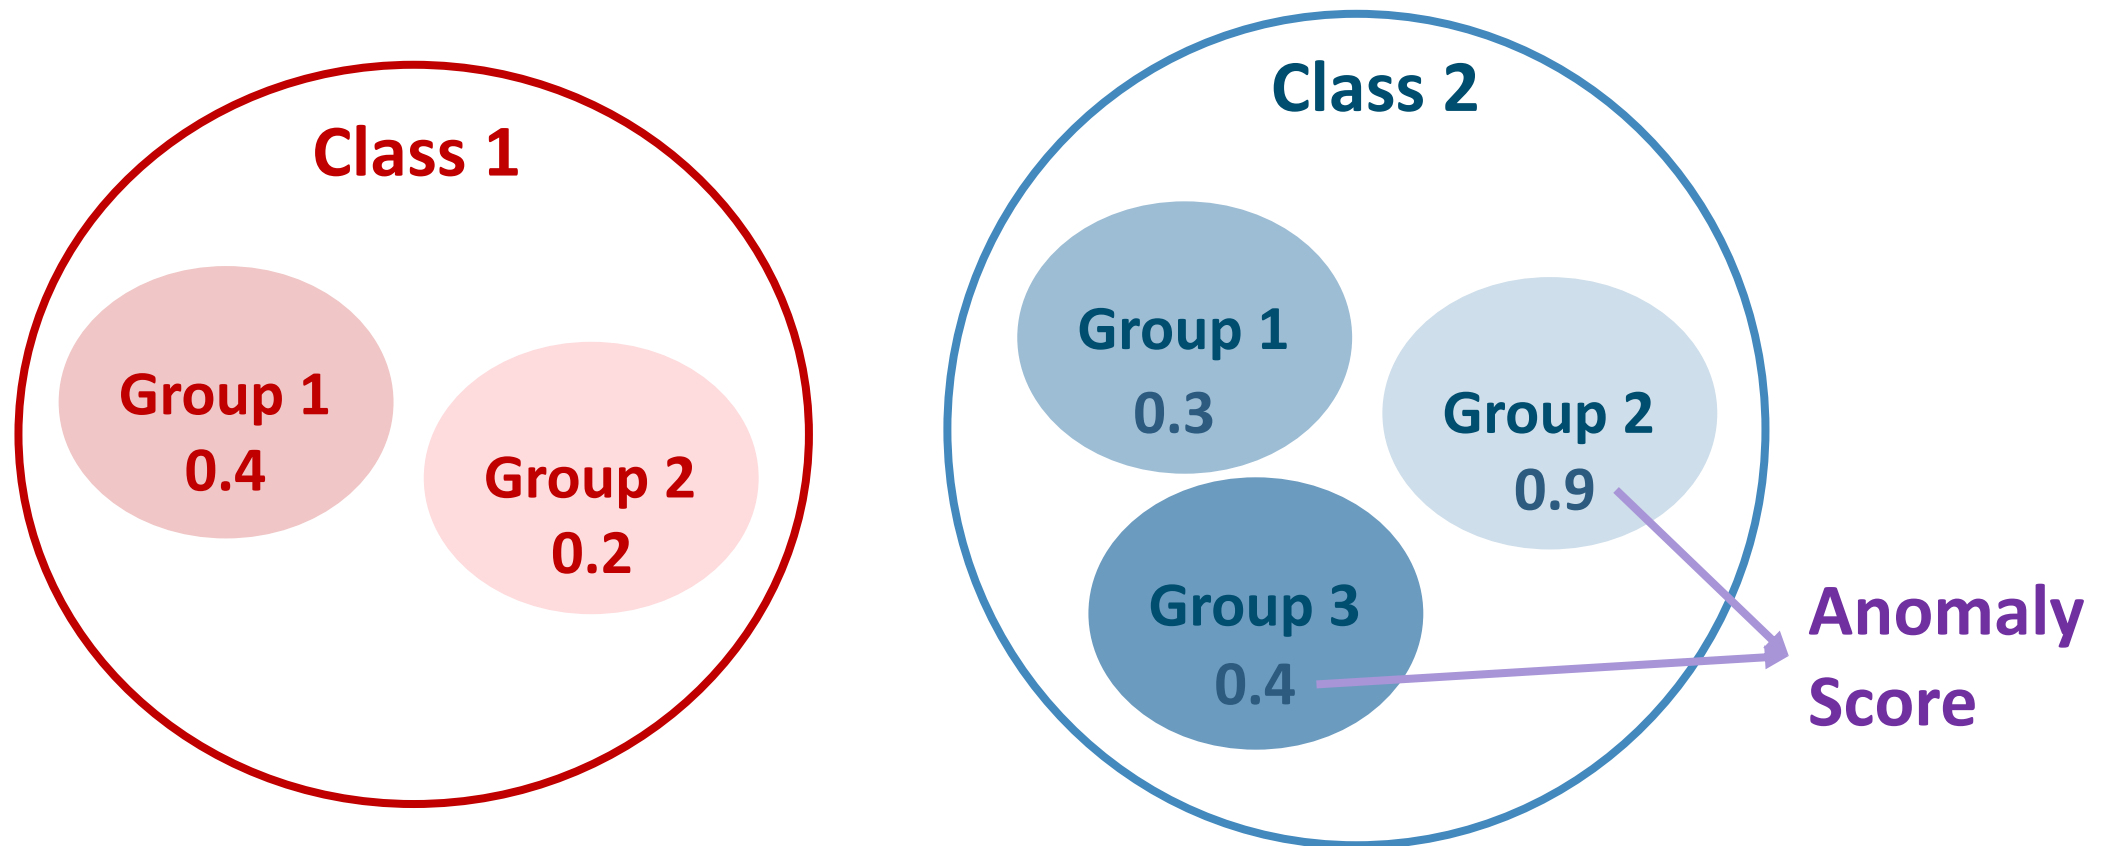 Class 1
Group 1
0.4
Group 2
0.2
Class 2
Group 1
0.3
Group 2
0.9
Group 3
0.4
Anomaly
Score